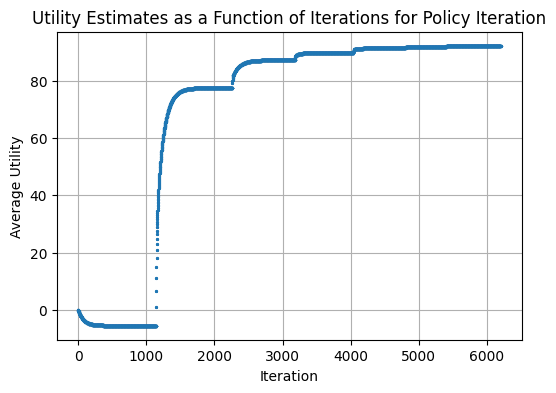 Utility Estimates as a Function of Iterations for Policy Iteration
80
60
40
20
0
Average Utility
0 1000 2000 3000 4000 5000 6000
Iteration